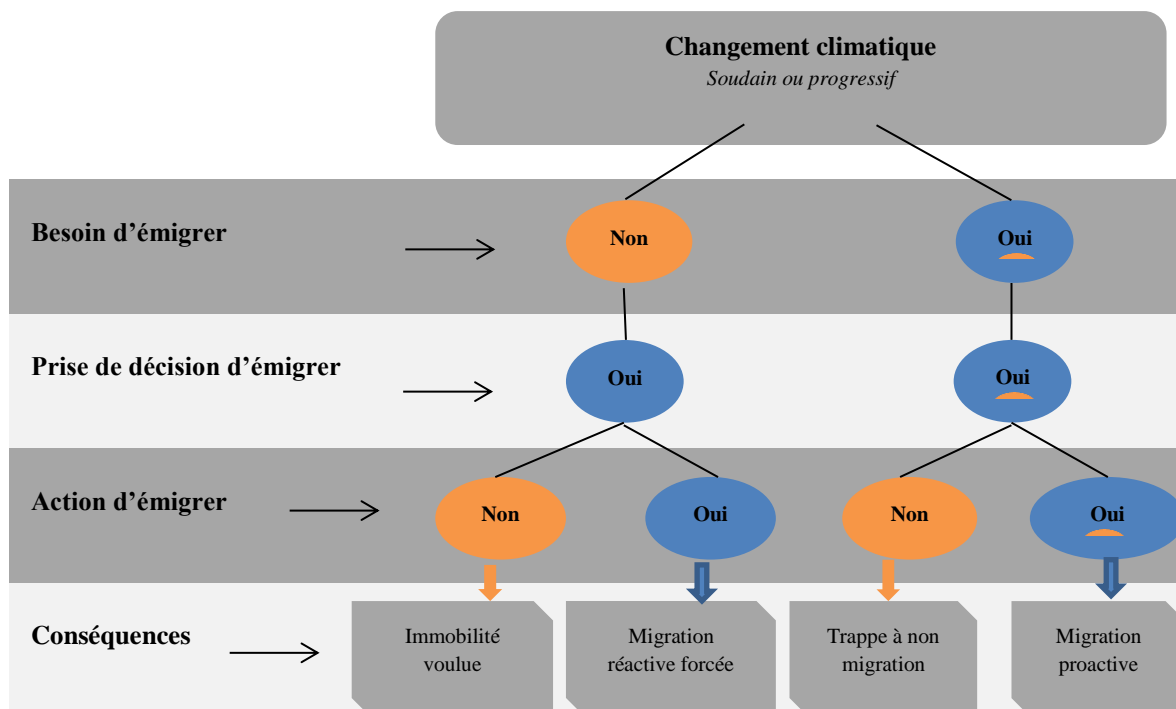 Changement climatique
Soudain ou progressif
Besoin d’émigrer
Non
Oui
Prise de décision d’émigrer
Oui
Oui
Action d’émigrer
Non
Oui
Non
Oui
Conséquences
Immobilité
voulue
Migration
réactive forcée
Trappe à non
migration
Migration
proactive